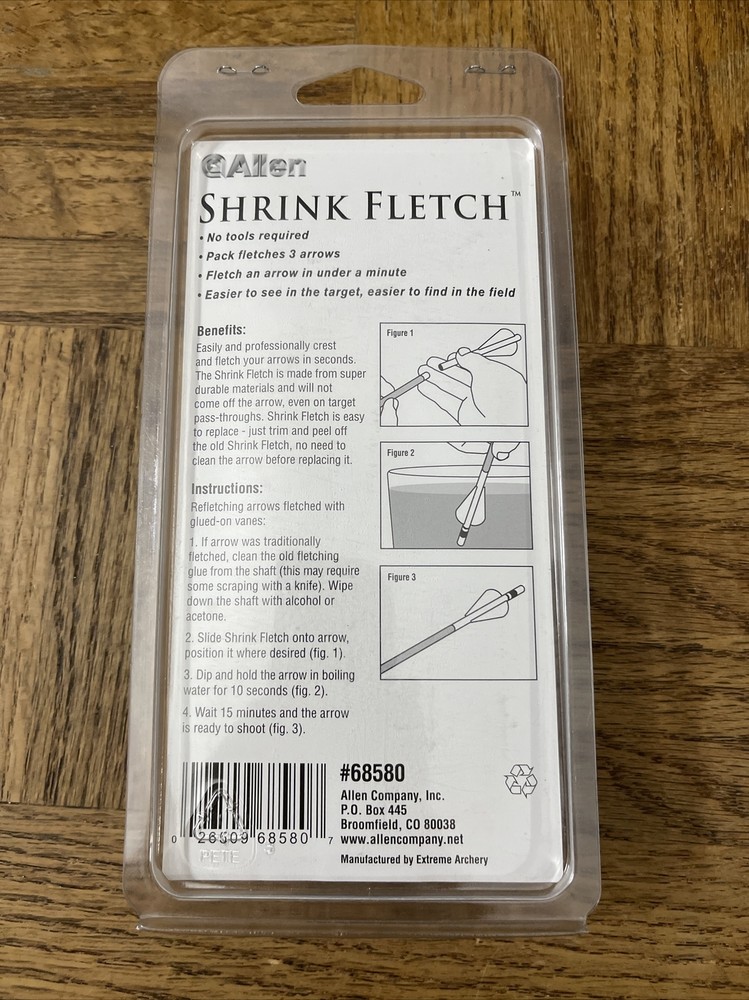 Allen
SHRINK FLETCH™
• No tools required
• Pack fletches 3 arrows
• Fletch an arrow in under a minute
• Easier to see in the target, easier to find in the field
Benefits:
Easily and professionally crest
and fletch your arrows in seconds.
The Shrink Fletch is made from super
durable materials and will not
come off the arrow, even on target
pass-throughs. Shrink Fletch is easy
to replace - just trim and peel off
the old Shrink Fletch, no need to
clean the arrow before replacing it.
Instructions:
Refletching arrows fletched with
glued-on vanes:
1. If arrow was traditionally
fletched, clean the old fletching
glue from the shaft (this may require
some scraping with a knife). Wipe
down the shaft with alcohol or
acetone.
2. Slide Shrink Fletch onto arrow,
position it where desired (fig. 1).
3. Dip and hold the arrow in boiling
water for 10 seconds (fig. 2).
4. Wait 15 minutes and the arrow
is ready to shoot (fig. 3).
Figure 1
Figure 2
Figure 3
0 26509 68580 7
PETE
#68580
Allen Company, Inc.
P.O. Box 445
Broomfield, CO 80038
www.allencompany.net
Manufactured by Extreme Archery